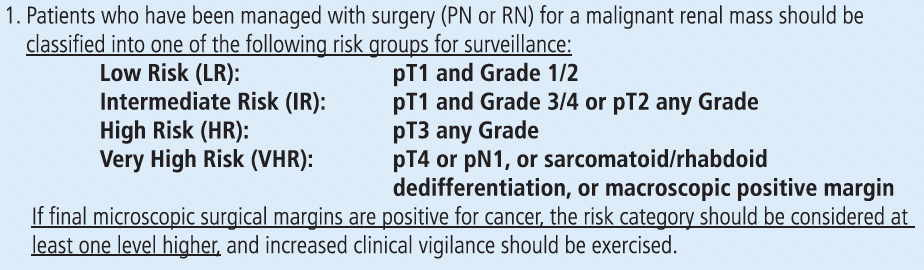 1. Patients who have been managed with surgery (PN or RN) for a malignant renal mass should be
classified into one of the following risk groups for surveillance:
Low Risk (LR): pT1 and Grade 1/2
Intermediate Risk (IR): pT1 and Grade 3/4 or pT2 any Grade
High Risk (HR): pT3 any Grade
Very High Risk (VHR): pT4 or pN1, or sarcomatoid/rhabdoid
dedifferentiation, or macroscopic positive margin
If final microscopic surgical margins are positive for cancer, the risk category should be considered at
least one level higher, and increased clinical vigilance should be exercised.